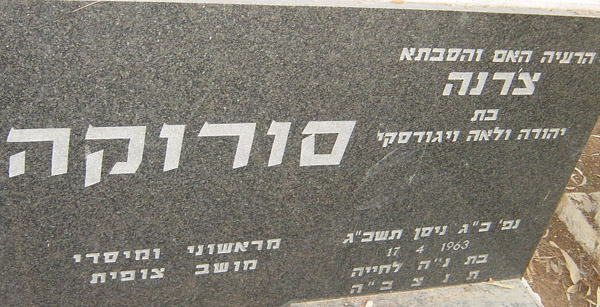 הרעיה האם והסבתא
צ'רנה
בת
יהודה ולאה ויגודסקי
סורוקה
נפ' כ"ג ניסן תשכ"ג
17 4 1963
בת נ"ה לחייה
ת נ צ ב "ה
מראשוני ומיסדי
מושב צופית